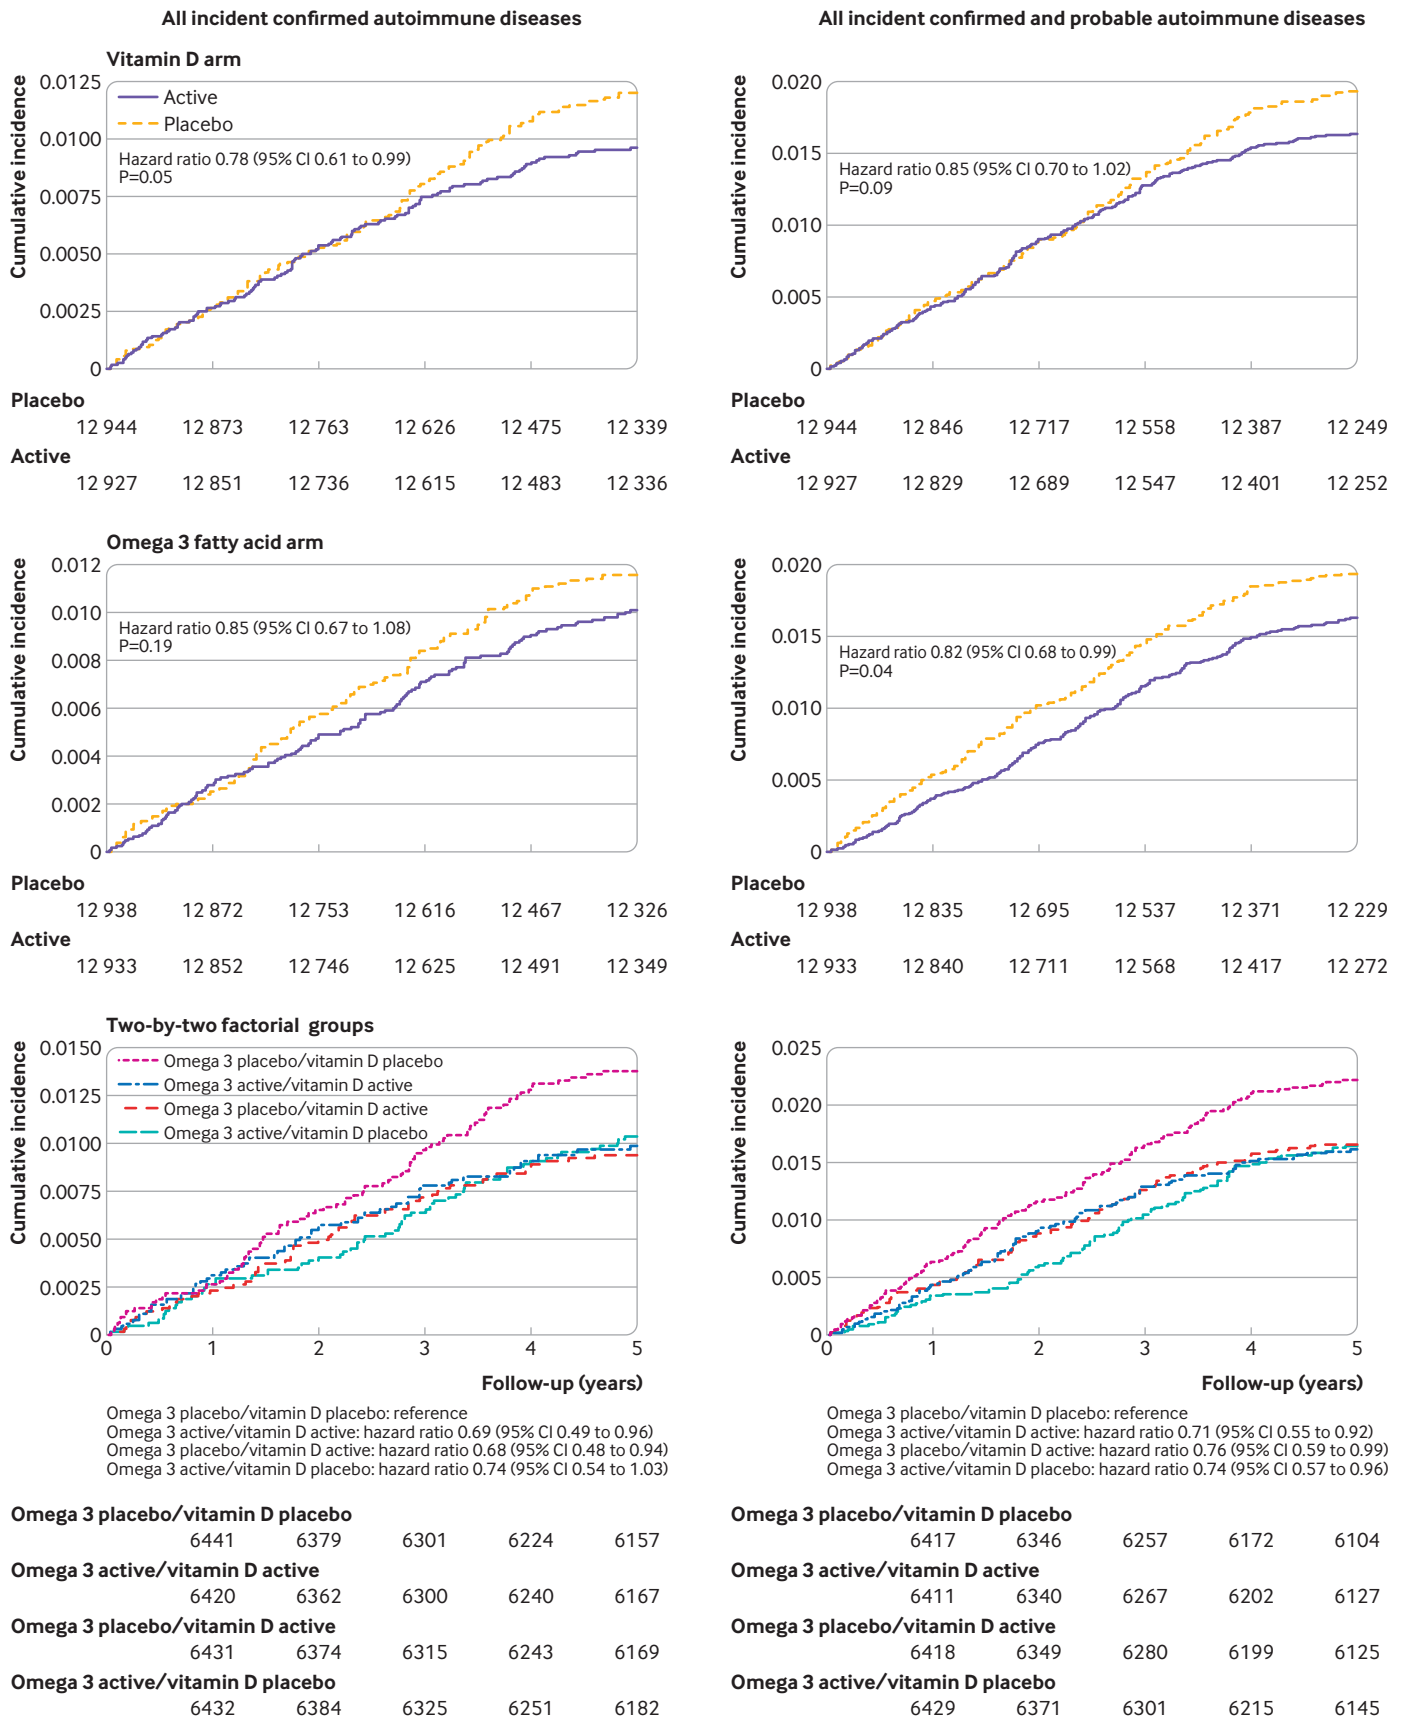 All incident confirmed autoimmune diseases
All incident confirmed and probable autoimmune diseases
Vitamin D arm
Cumulative incidence
0.0125
0.0100
0.0075
0.0050
0.0025
0
Active
Placebo
Hazard ratio 0.78 (95% CI 0.61 to 0.99)
P=0.05
Placebo
12 944 12 873 12 763 12 626 12 475 12 339
Active
12 927 12 851 12 736 12 615 12 483 12 336
Cumulative incidence
0.020
0.015
0.010
0.005
0
Hazard ratio 0.85 (95% CI 0.70 to 1.02)
P=0.09
Placebo
12 944 12 846 12 717 12 558 12 387 12 249
Active
12 927 12 829 12 689 12 547 12 401 12 252
Omega 3 fatty acid arm
Cumulative incidence
0.012
0.010
0.008
0.006
0.004
0.002
0
Hazard ratio 0.85 (95% CI 0.67 to 1.08)
P=0.19
Placebo
12 938 12 872 12 753 12 616 12 467 12 326
Active
12 933 12 852 12 746 12 625 12 491 12 349
Cumulative incidence
0.020
0.015
0.010
0.005
0
Hazard ratio 0.82 (95% CI 0.68 to 0.99)
P=0.04
Placebo
12 938 12 835 12 695 12 537 12 371 12 229
Active
12 933 12 840 12 711 12 568 12 417 12 272
Two-by-two factorial groups
Cumulative incidence
0.0150
0.0125
0.0100
0.0075
0.0050
0.0025
0
Omega 3 placebo/vitamin D placebo
Omega 3 active/vitamin D active
Omega 3 placebo/vitamin D active
Omega 3 active/vitamin D placebo
0 1 2 3 4 5
Follow-up (years)
Omega 3 placebo/vitamin D placebo: reference
Omega 3 active/vitamin D active: hazard ratio 0.69 (95% CI 0.49 to 0.96)
Omega 3 placebo/vitamin D active: hazard ratio 0.68 (95% CI 0.48 to 0.94)
Omega 3 active/vitamin D placebo: hazard ratio 0.74 (95% CI 0.54 to 1.03)
Omega 3 placebo/vitamin D placebo
6441 6379 6301 6224 6157
Omega 3 active/vitamin D active
6420 6362 6300 6240 6167
Omega 3 placebo/vitamin D active
6431 6374 6315 6243 6169
Omega 3 active/vitamin D placebo
6432 6384 6325 6251 6182
Cumulative incidence
0.025
0.020
0.015
0.010
0.005
0
0 1 2 3 4 5
Follow-up (years)
Omega 3 placebo/vitamin D placebo: reference
Omega 3 active/vitamin D active: hazard ratio 0.71 (95% CI 0.55 to 0.92)
Omega 3 placebo/vitamin D active: hazard ratio 0.76 (95% CI 0.59 to 0.99)
Omega 3 active/vitamin D placebo: hazard ratio 0.74 (95% CI 0.57 to 0.96)
Omega 3 placebo/vitamin D placebo
6417 6346 6257 6172 6104
Omega 3 active/vitamin D active
6411 6340 6267 6202 6127
Omega 3 placebo/vitamin D active
6418 6349 6280 6199 6125
Omega 3 active/vitamin D placebo
6429 6371 6301 6215 6145